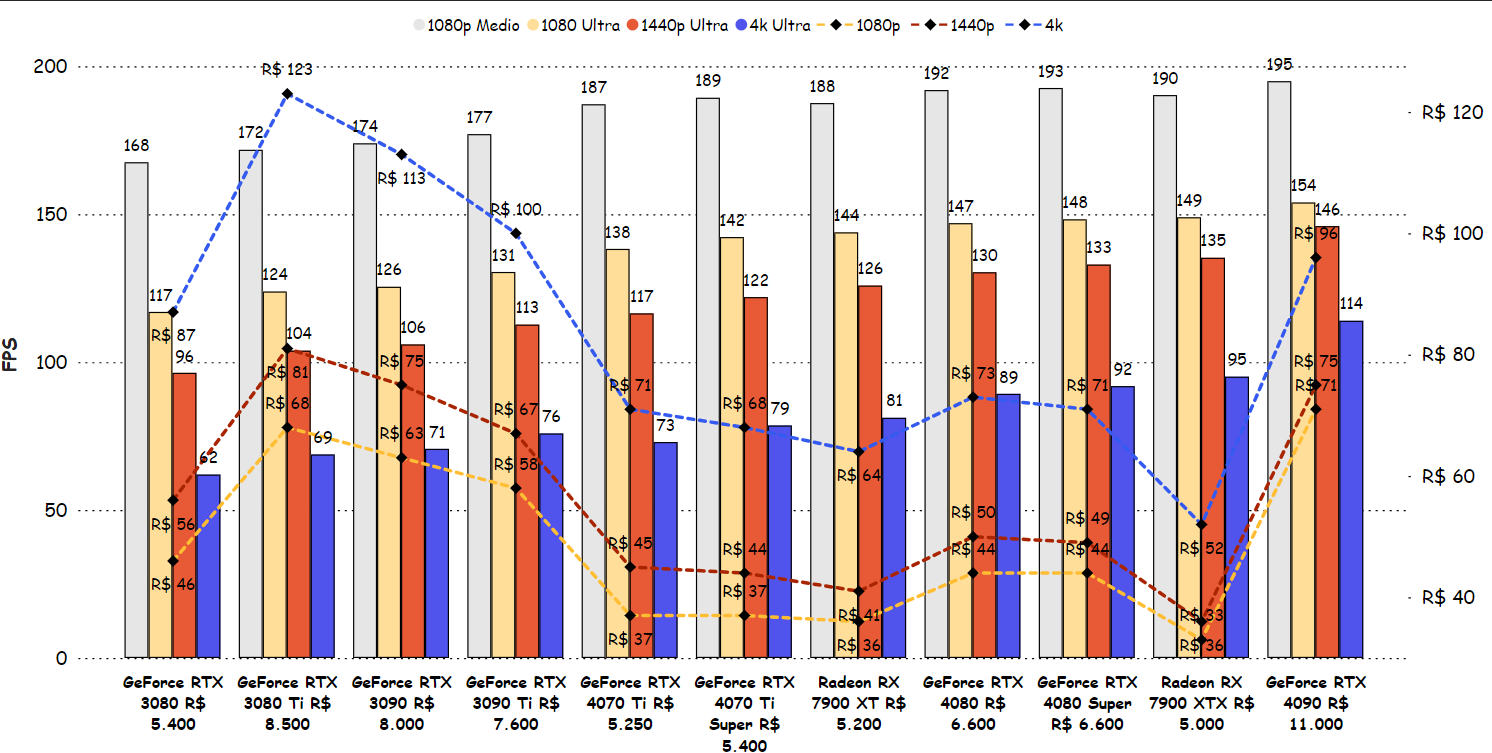 1080p Medio 1080 Ultra 1440p Ultra 4k Ultra 1080p 1440p 4k
FPS
200
150
100
50
0
R$ 120
R$ 100
R$ 80
R$ 60
R$ 40
168
117
R$ 87
96
62
R$ 56
R$ 46
R$ 123
172
124
104
R$ 81
R$ 68
69
174
R$ 113
126
106
R$ 75
R$ 63
71
177
R$ 100
131
113
R$ 67
76
R$ 58
187
138
117
R$ 71
73
R$ 45
R$ 37
189
142
122
R$ 68
79
R$ 44
R$ 37
188
144
126
81
R$ 64
R$ 41
R$ 36
192
147
130
R$ 73
89
R$ 50
R$ 44
193
148
133
R$ 71
92
R$ 49
R$ 44
190
149
135
95
R$ 52
R$ 33
R$ 36
195
154
146
R$ 96
114
R$ 75
R$ 71
GeForce RTX
3080 R$
5.400
GeForce RTX
3080 Ti R$
8.500
GeForce RTX
3090 R$
8.000
GeForce RTX
3090 Ti R$
7.600
GeForce RTX
4070 Ti R$
5.250
GeForce RTX
4070 Ti
Super R$
5.400
Radeon RX
7900 XT R$
5.200
GeForce RTX
4080 R$
6.600
GeForce RTX
4080 Super
R$ 6.600
Radeon RX
7900 XTX R$
5.000
GeForce RTX
4090 R$
11.000